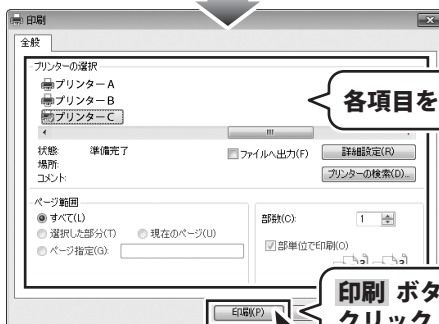 印刷
全般
プリンターの選択
プリンターA
プリンターB
プリンターC
状態: 準備完了
場所:
コメント:
ファイルへ出力(F)
詳細設定(R)
プリンターの検索(D)...
各項目を
ページ範囲
すべて(L)
選択した部分(T) 現在のページ(U)
ページ指定(G):
部数(C): 1
部単位で印刷(O)
印刷(P)
印刷 ボタ
クリック